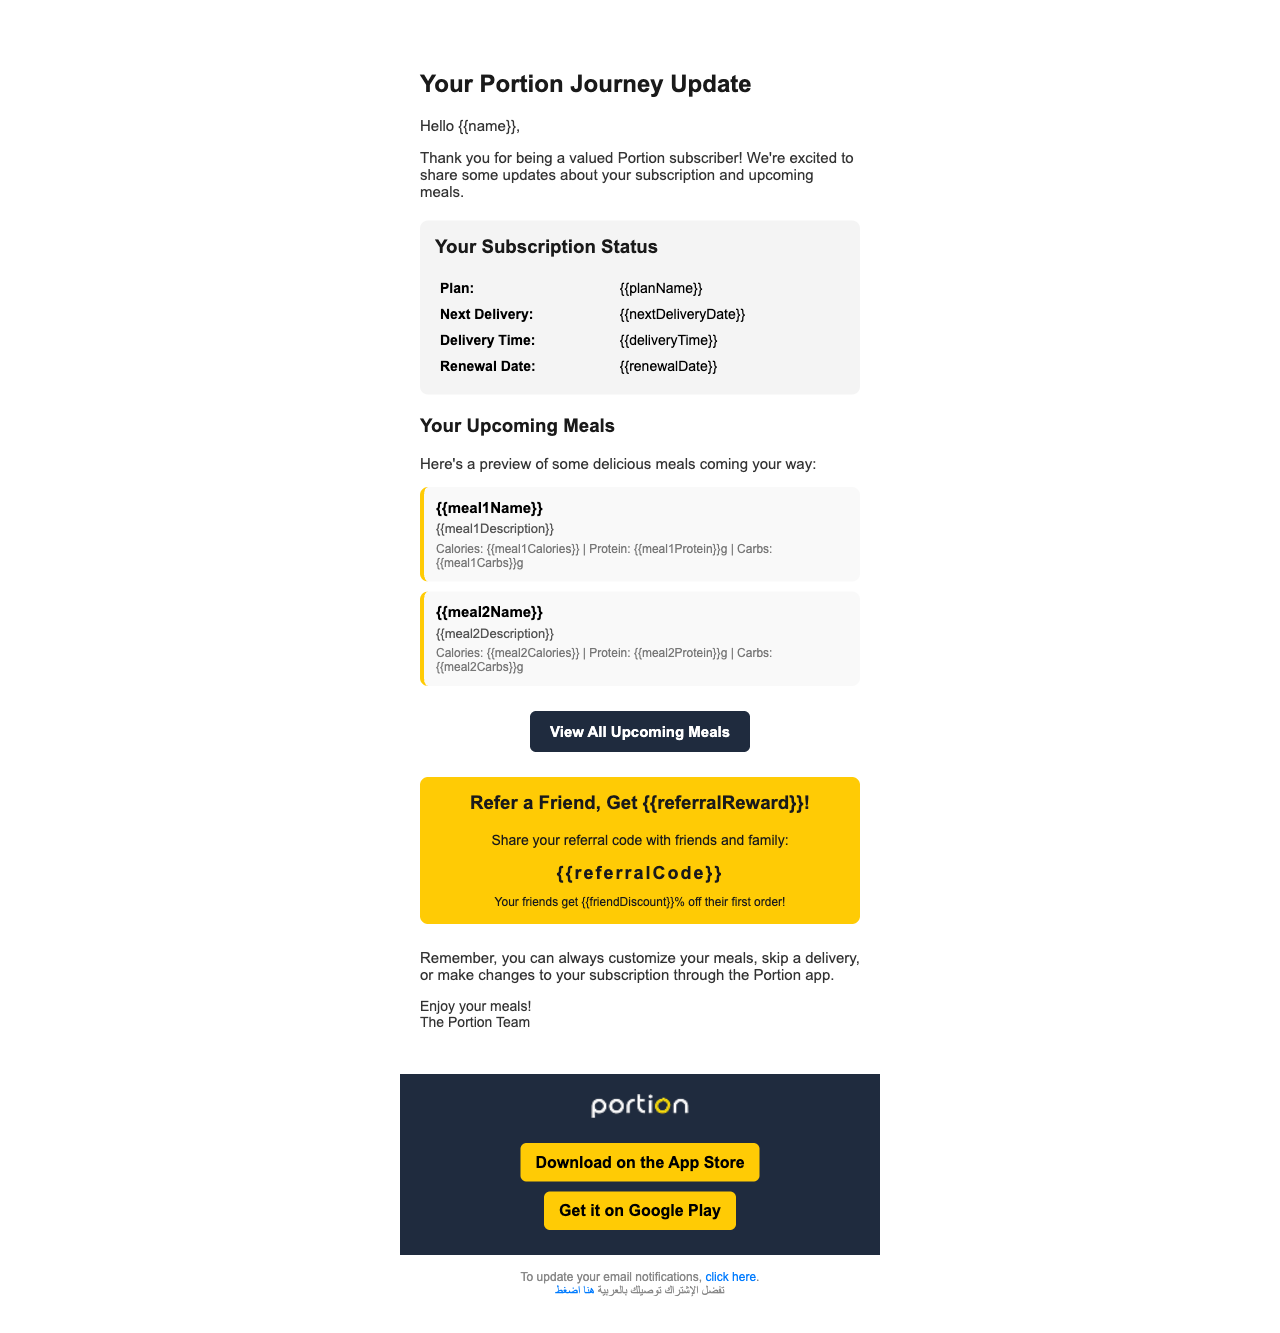 Your Portion Journey Update
Hello {{name}},
Thank you for being a valued Portion subscriber! We're excited to
share some updates about your subscription and upcoming
meals.
Your Subscription Status
Plan: {{planName}}
Next Delivery: {{nextDeliveryDate}}
Delivery Time: {{deliveryTime}}
Renewal Date: {{renewalDate}}
Your Upcoming Meals
Here's a preview of some delicious meals coming your way:
{{meal1Name}}
{{meal1Description}}
Calories: {{meal1Calories}} | Protein: {{meal1Protein}}g | Carbs:
{{meal1Carbs}}g
{{meal2Name}}
{{meal2Description}}
Calories: {{meal2Calories}} | Protein: {{meal2Protein}}g | Carbs:
{{meal2Carbs}}g
View All Upcoming Meals
Refer a Friend, Get {{referralReward}}!
Share your referral code with friends and family:
{{referralCode}}
Your friends get {{friendDiscount}}% off their first order!
Remember, you can always customize your meals, skip a delivery,
or make changes to your subscription through the Portion app.
Enjoy your meals!
The Portion Team
portion
Download on the App Store
Get it on Google Play
To update your email notifications, click here.
تفضل الإشتراك توصيلك بالعربية هنا اضغط